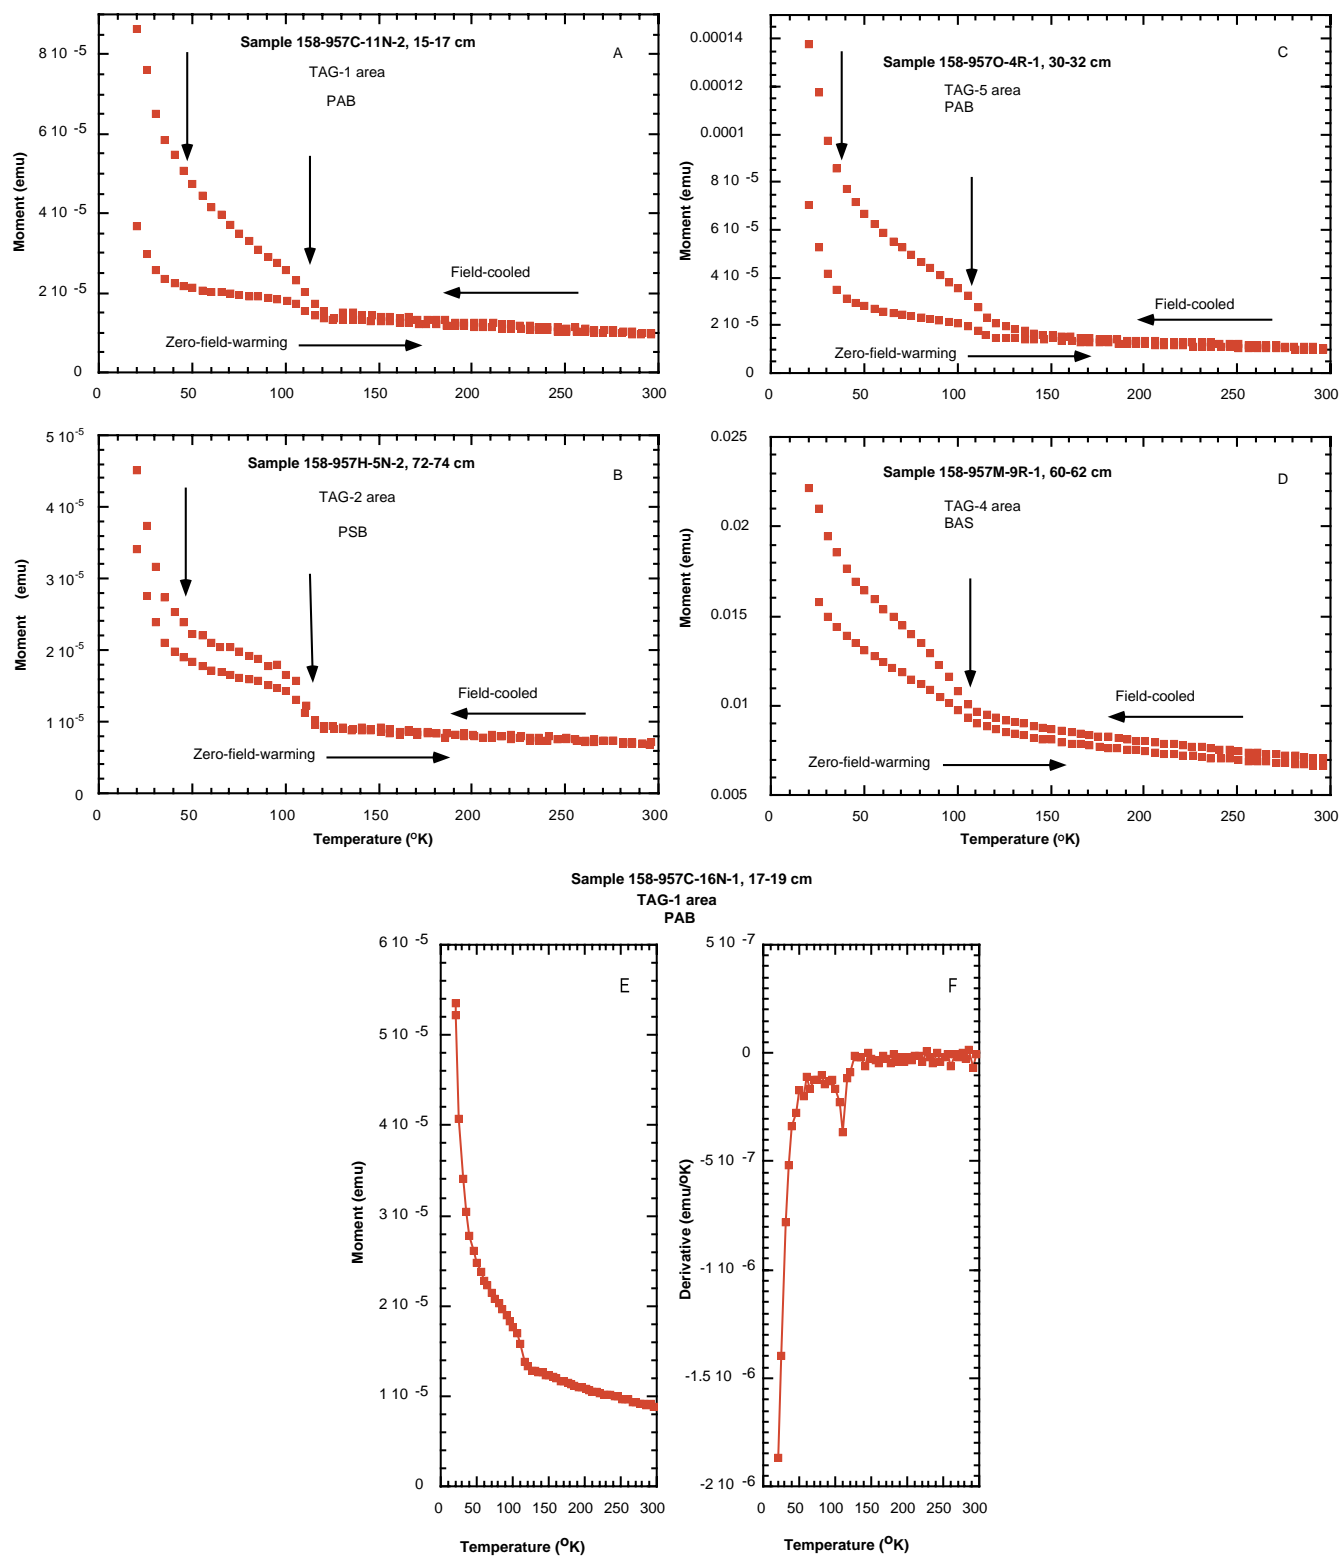 Sample 158-957C-11N-2, 15-17 cm
A
TAG-1 area
PAB
8 10 -5
6 10 -5
4 10 -5
2 10 -5
0
Moment (emu)
Field-cooled
Zero-field-warming
0 50 100 150 200 250 300
Sample 158-957O-4R-1, 30-32 cm
C
TAG-5 area
PAB
0.00014
0.00012
0.0001
8 10 -5
6 10 -5
4 10 -5
2 10 -5
0
Moment (emu)
Field-cooled
Zero-field-warming
0 50 100 150 200 250 300
Sample 158-957H-5N-2, 72-74 cm
B
TAG-2 area
PSB
5 10 -5
4 10 -5
3 10 -5
2 10 -5
1 10 -5
0
Moment (emu)
Field-cooled
Zero-field-warming
0 50 100 150 200 250 300
Temperature (OK)
Sample 158-957M-9R-1, 60-62 cm
D
TAG-4 area
BAS
0.025
0.02
0.015
0.01
0.005
Moment (emu)
Field-cooled
Zero-field-warming
0 50 100 150 200 250 300
Temperature (oK)
Sample 158-957C-16N-1, 17-19 cm
TAG-1 area
PAB
E
6 10 -5
5 10 -5
4 10 -5
3 10 -5
2 10 -5
1 10 -5
0
Moment (emu)
0 50 100 150 200 250 300
Temperature (OK)
F
5 10 -7
0
-5 10 -7
-1 10 -6
-1.5 10 -6
-2 10 -6
Derivative (emu/OK)
0 50 100 150 200 250 300
Temperature (OK)